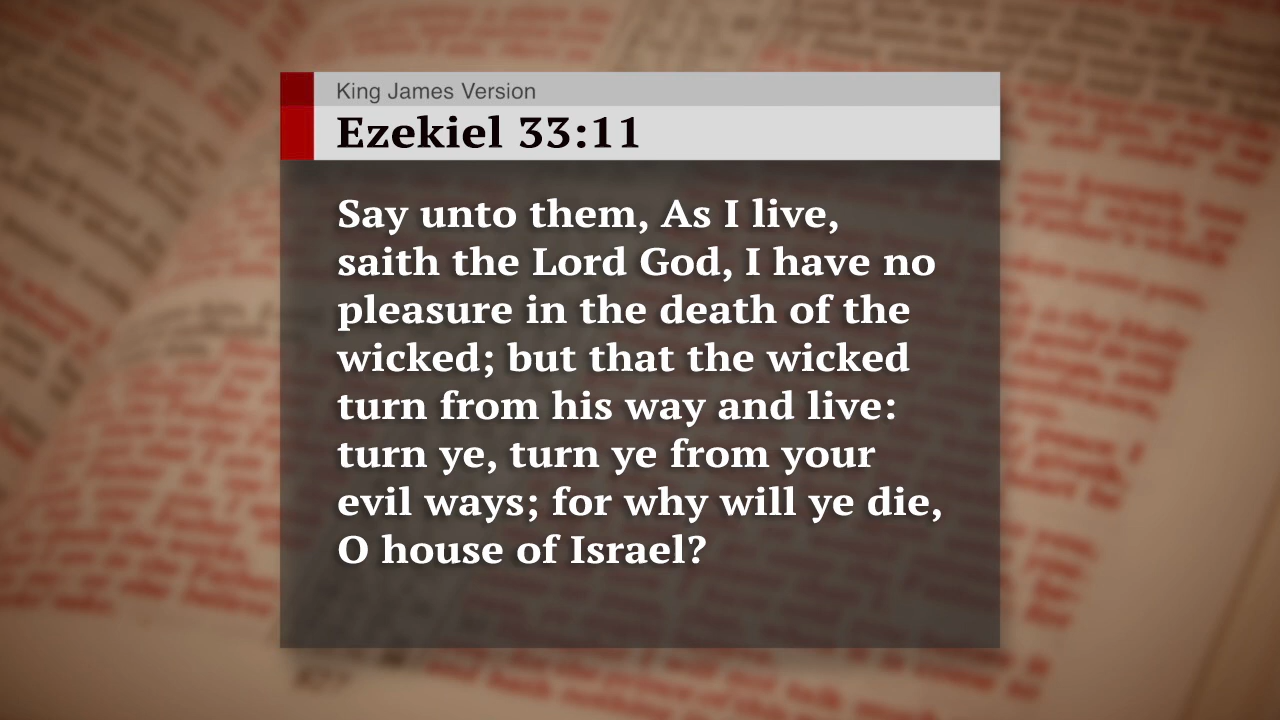 King James Version
Ezekiel 33:11
Say unto them, As I live,
saith the Lord God, I have no
pleasure in the death of the
wicked; but that the wicked
turn from his way and live:
turn ye, turn ye from your
evil ways; for why will ye die,
O house of Israel?